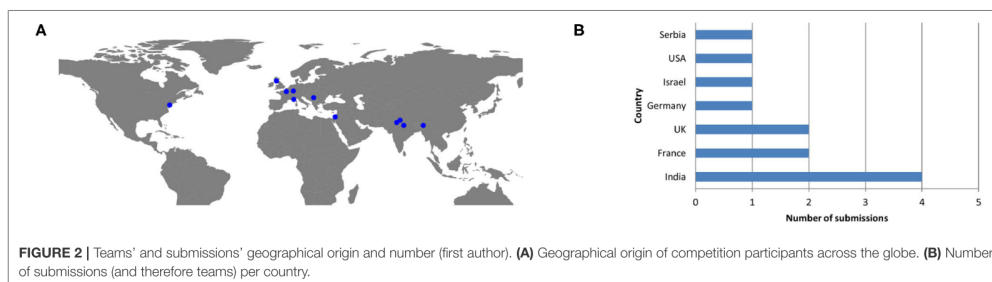 A
B
Serbia
USA
Israel
Germany
UK
France
India
Country
0 1 2 3 4 5
Number of submissions
FIGURE 2 | Teams' and submissions' geographical origin and number (first author). (A) Geographical origin of competition participants across the globe. (B) Number
of submissions (and therefore teams) per country.